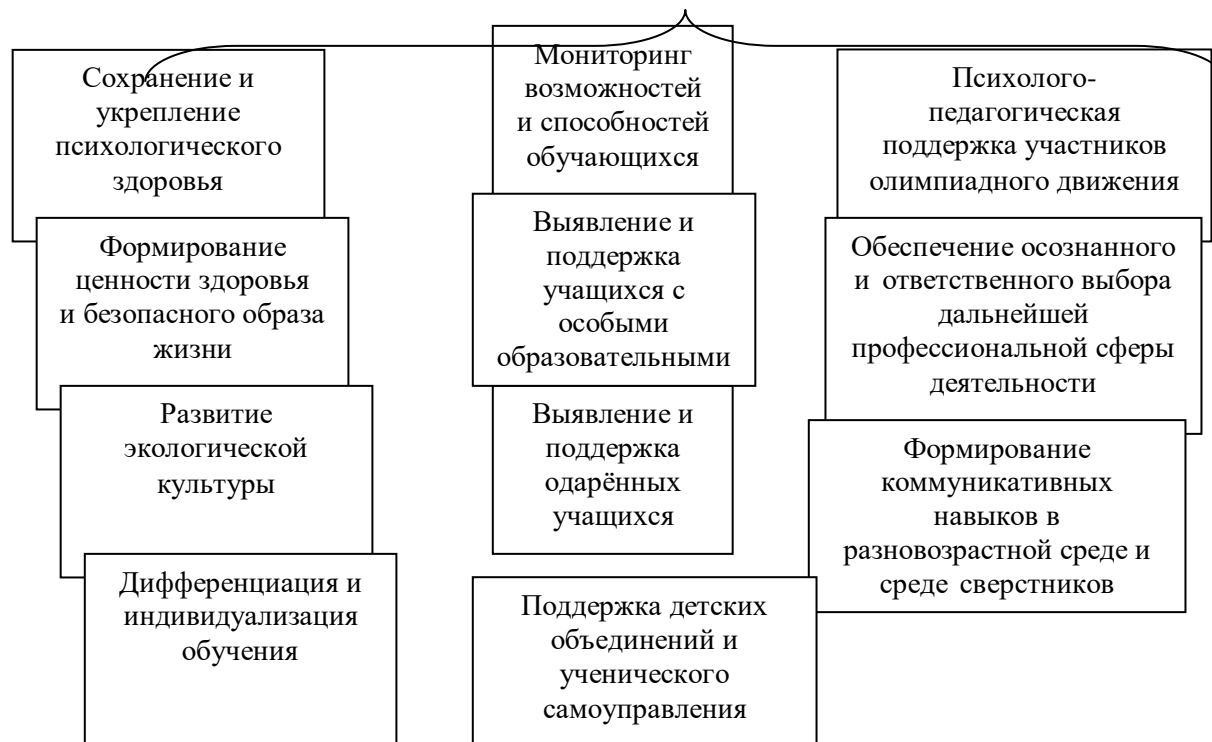 Сохранение и
укрепление
психологического
здоровья
Формирование
ценности здоровья
и безопасного образа
жизни
Развитие
экологической
культуры
Дифференциация и
индивидуализация
обучения
Мониторинг
возможностей
и способностей
обучающихся
Выявление и
поддержка
учащихся с
особыми
образовательными
Выявление и
поддержка
одарённых
учащихся
Поддержка детских
объединений и
ученического
самоуправления
Психолого-
педагогическая
поддержка участников
олимпиадного движения
Обеспечение осознанного
и ответственного выбора
дальнейшей
профессиональной сферы
деятельности
Формирование
коммуникативных
навыков в
разновозрастной среде и
среде сверстников